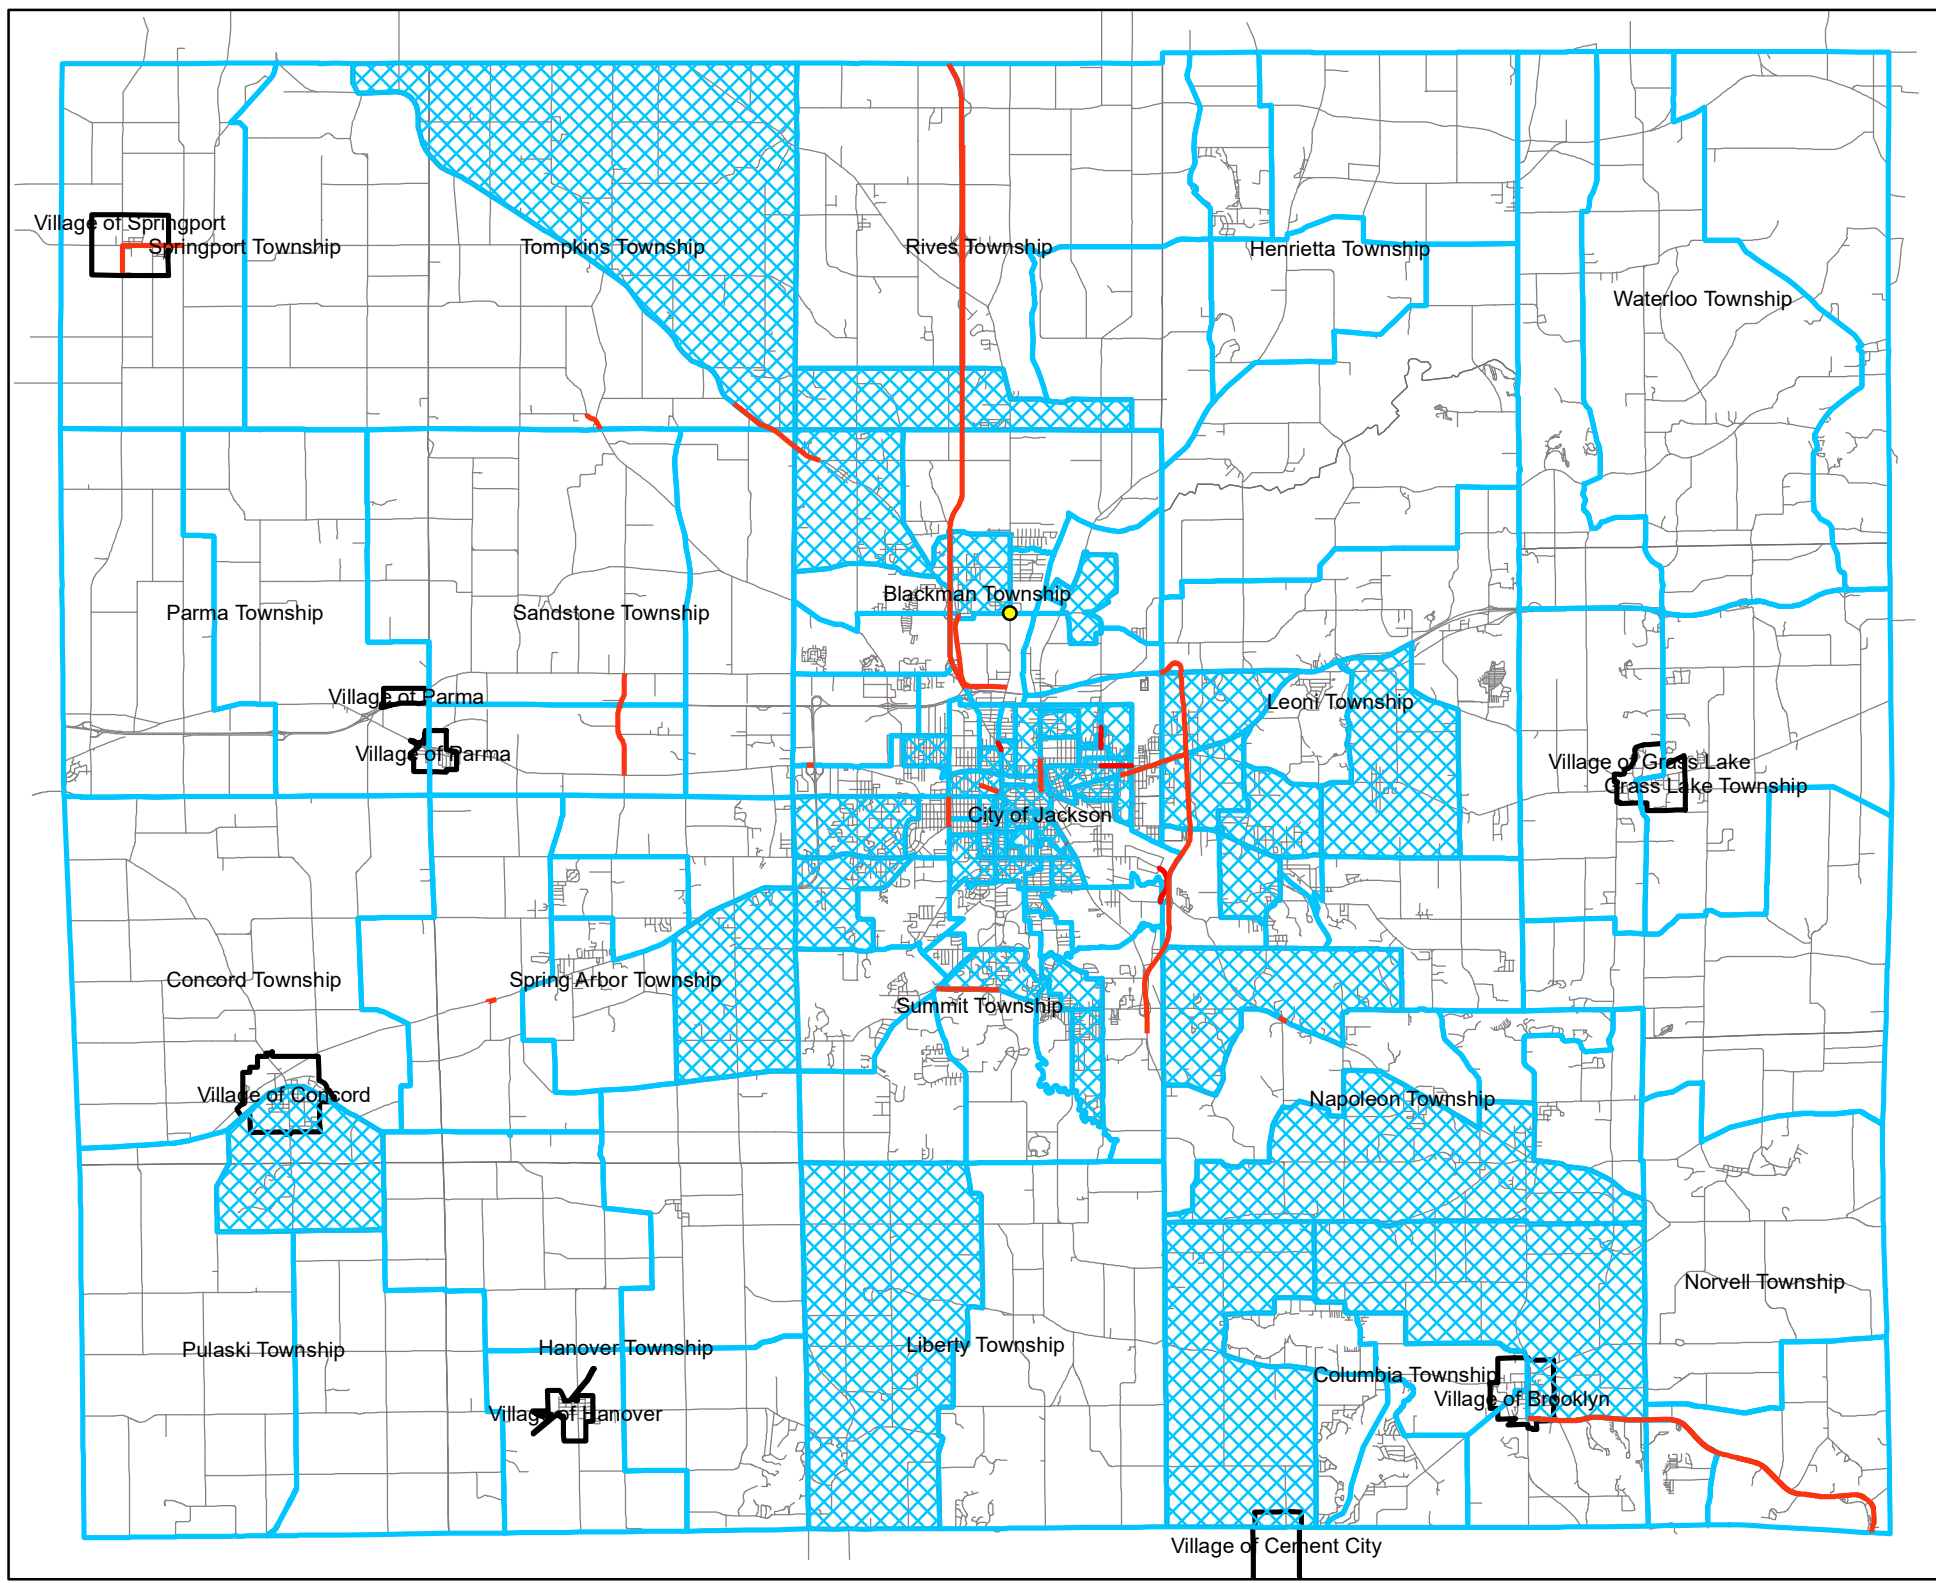 Village of Springport
Springport Township
Tompkins Township
Rives Township
Henrietta Township
Waterloo Township
Blackman Township
Parma Township
Sandstone Township
Village of Parma
Leoni Township
Village of Parma
Village of Grass Lake
Grass Lake Township
City of Jackson
Concord Township
Spring Arbor Township
Summit Township
Village of Concord
Napoleon Township
Norvell Township
Pulaski Township
Hanover Township
Liberty Township
Columbia Township
Village of Brooklyn
Village of Hanover
Village of Cement City